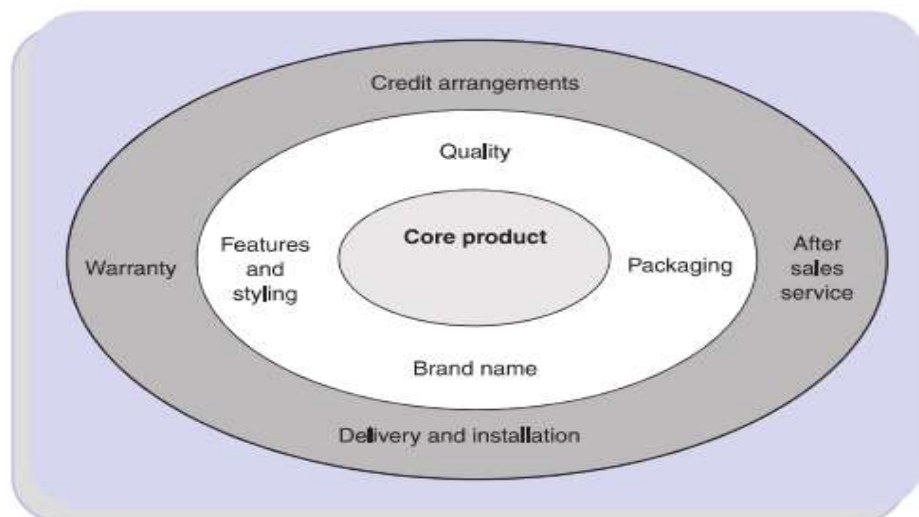 Credit arrangements
Quality
Core product
Features
and
styling
Packaging
Warranty
After
sales
service
Brand name
Delivery and installation